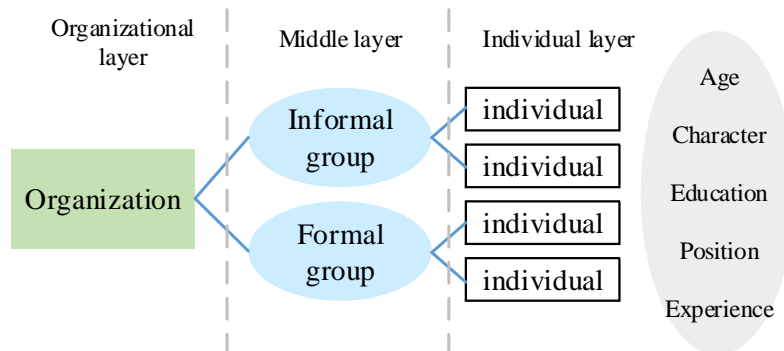 Organizational
layer
Middle layer
Individual layer
Organization
Informal
group
Formal
group
individual
individual
individual
individual
Age
Character
Education
Position
Experience